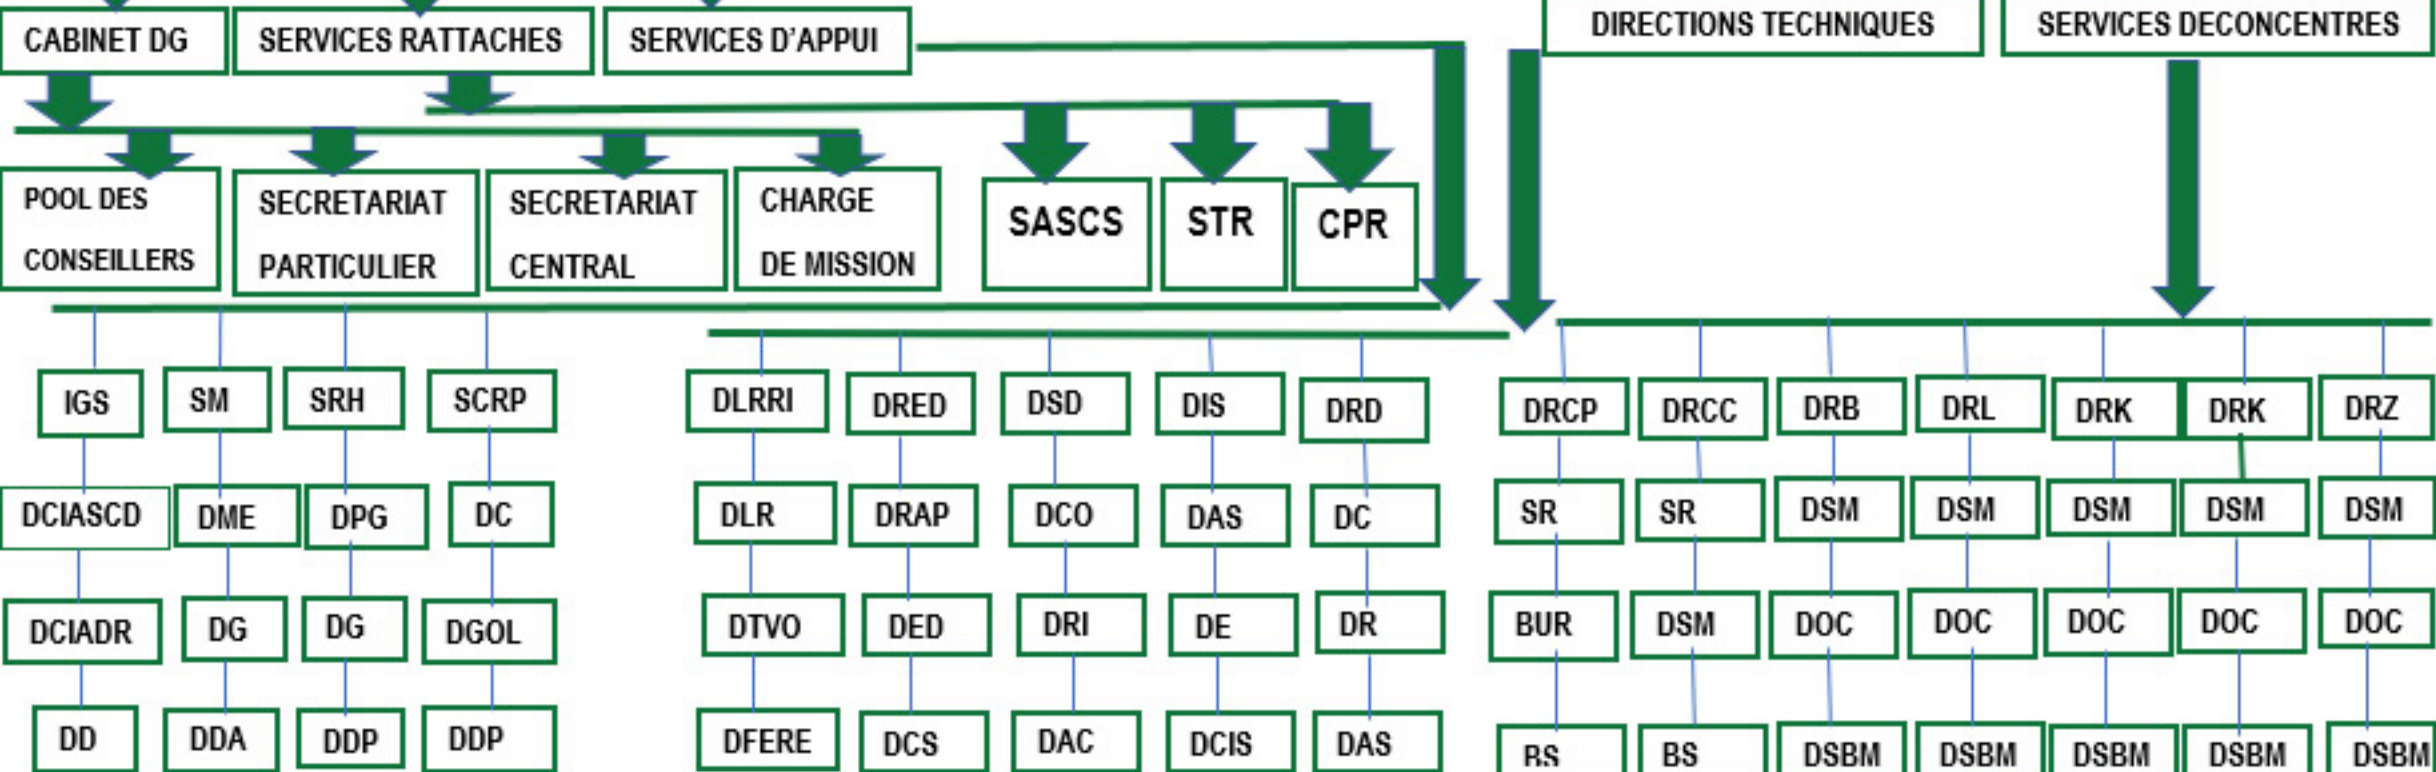 CABINET DG
SERVICES RATTACHES
SERVICES D'APPUI
DIRECTIONS TECHNIQUES
SERVICES DECONCENTRES
POOL DES
CONSEILLERS
SECRETARIAT
PARTICULIER
SECRETARIAT
CENTRAL
CHARGE
DE MISSION
SASCS
STR
CPR
IGS
SM
SRH
SCRP
DLRRI
DRED
DSD
DIS
DRD
DRCP
DRCC
DRB
DRL
DRK
DRK
DRZ
DCIASCD
DME
DPG
DC
DLR
DRAP
DCO
DAS
DC
SR
SR
DSM
DSM
DSM
DSM
DSM
DCIADR
DG
DG
DGOL
DTVO
DED
DRI
DE
DR
BUR
DSM
DOC
DOC
DOC
DOC
DOC
DD
DDA
DDP
DDP
DFERE
DCS
DAC
DCIS
DAS
BS
BS
DSBM
DSBM
DSBM
DSBM
DSBM